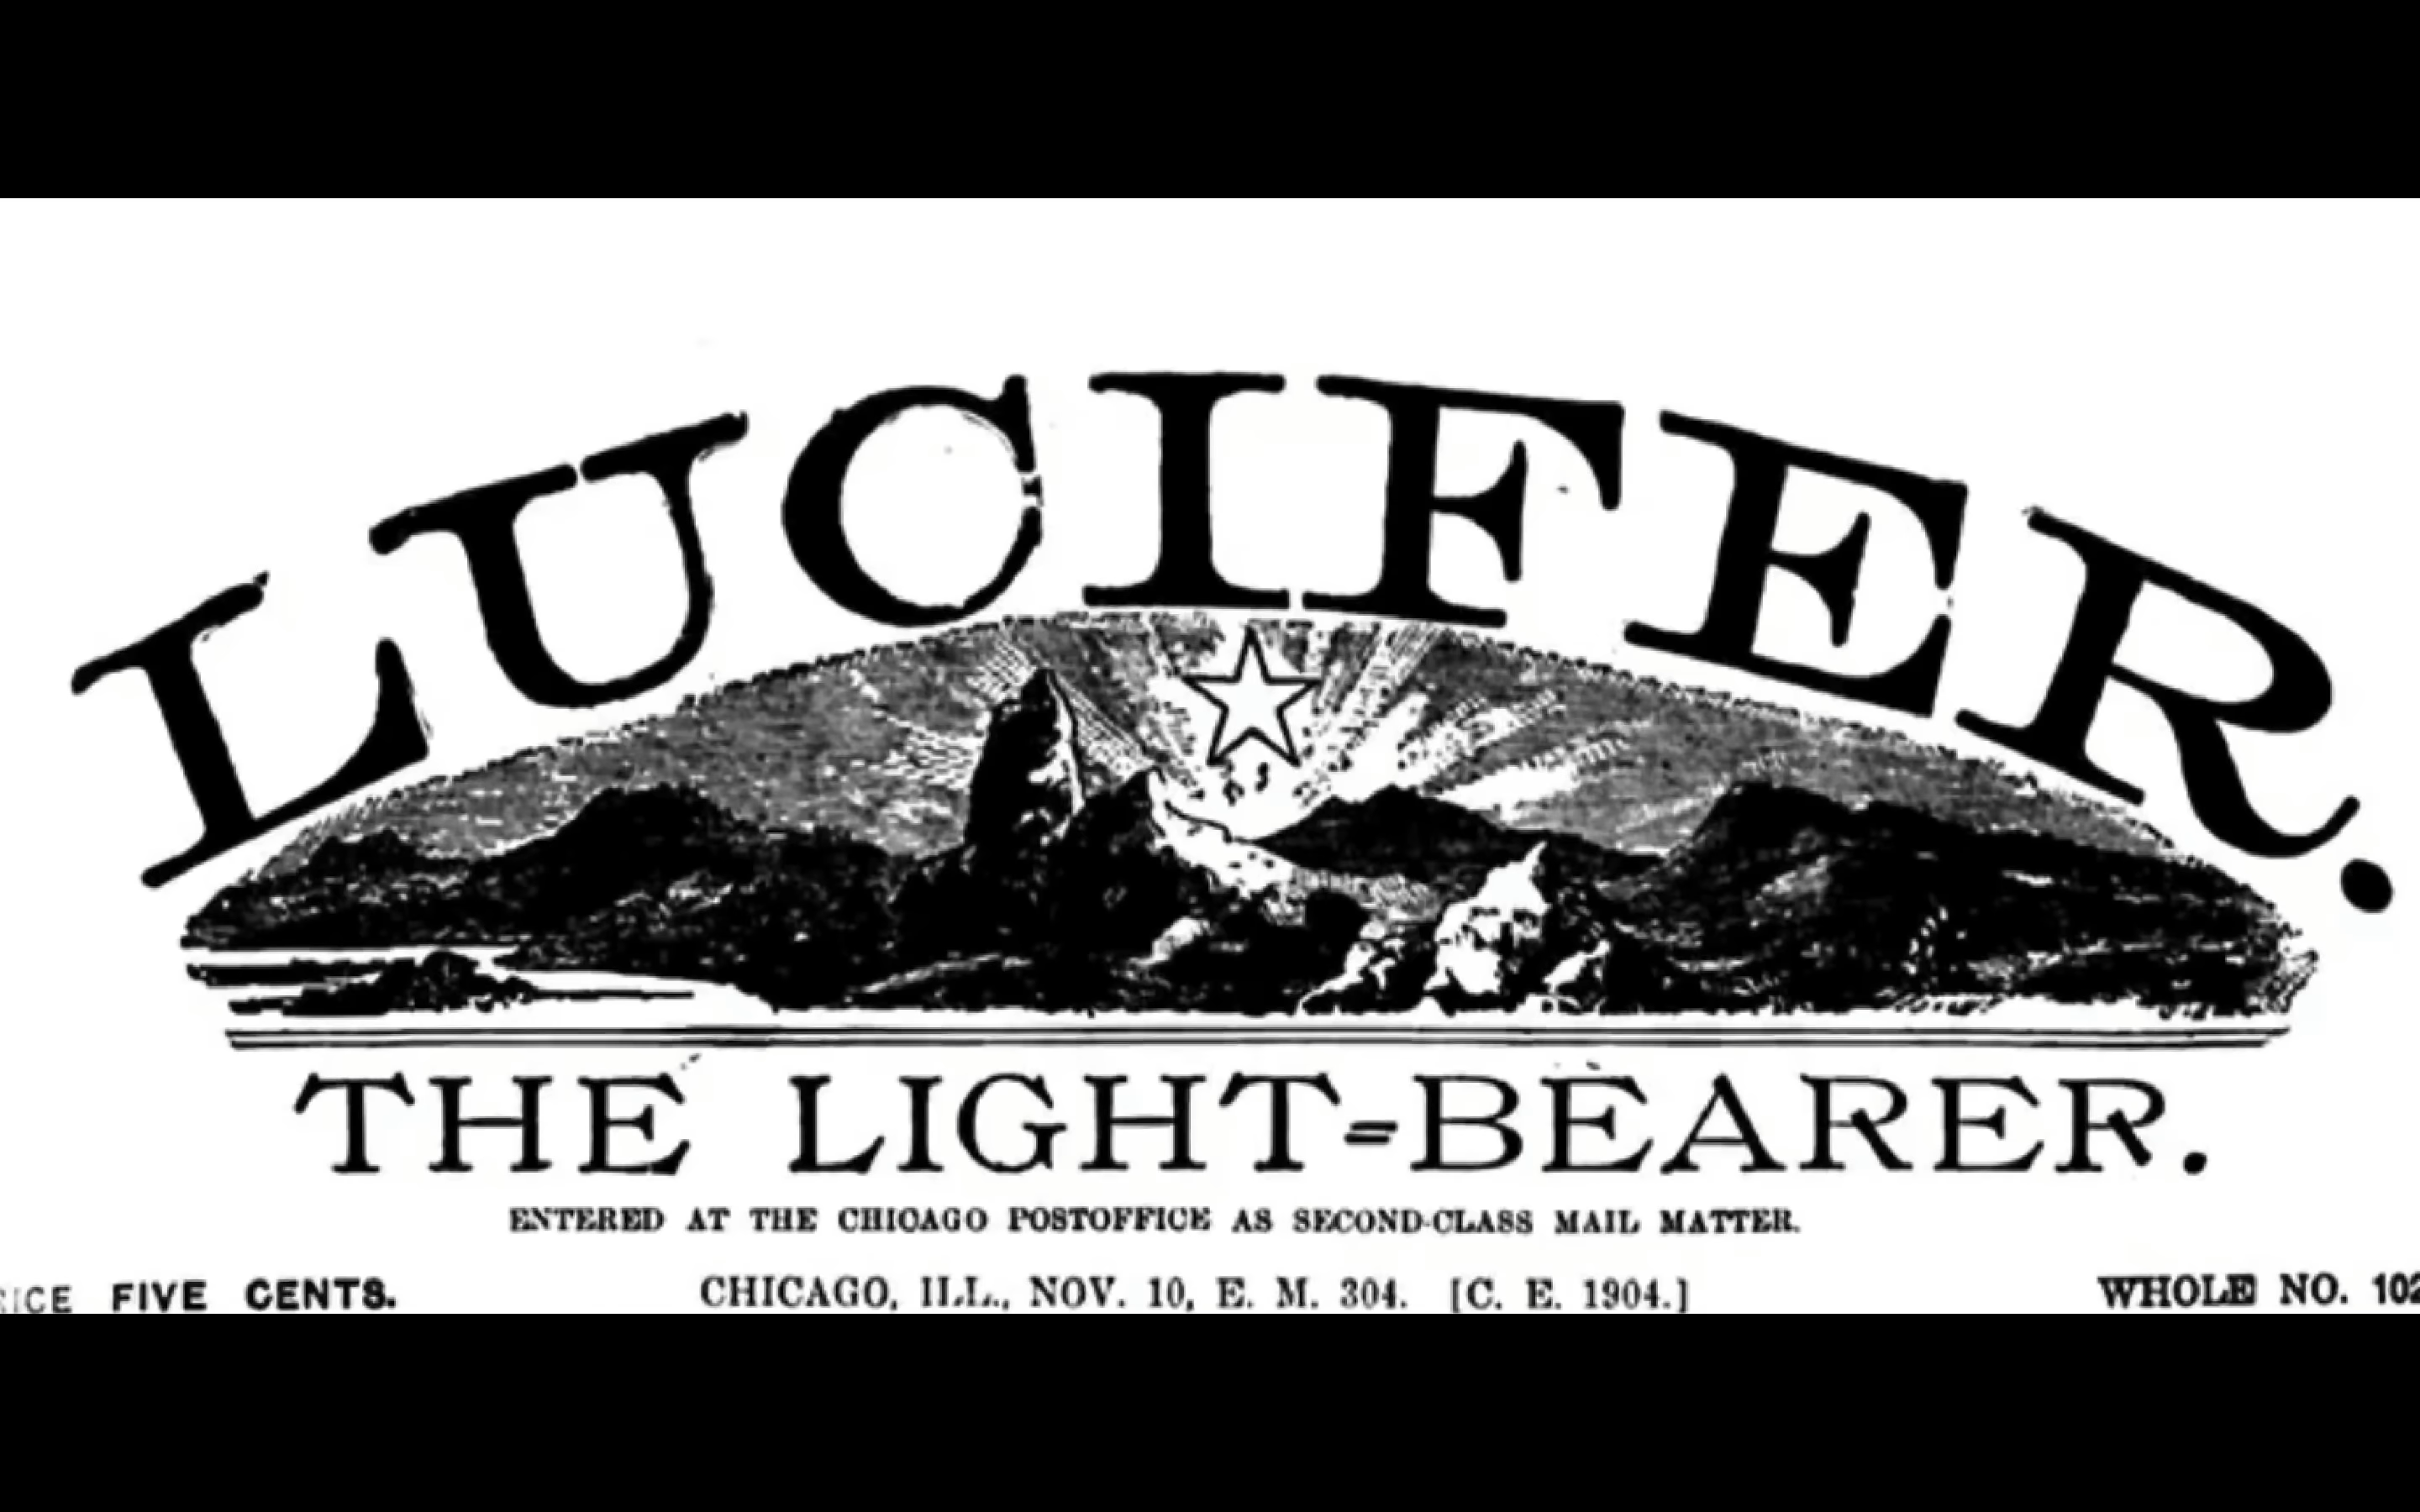 LUCIFER.
THE LIGHT=BEARER.
ENTERED AT THE CHICAGO POSTOFFICE AS SECOND-CLASS MAIL MATTER.
FIVE CENTS. CHICAGO, ILL., NOV. 10, E. M. 304. [C. E. 1904.] WHOLE NO.